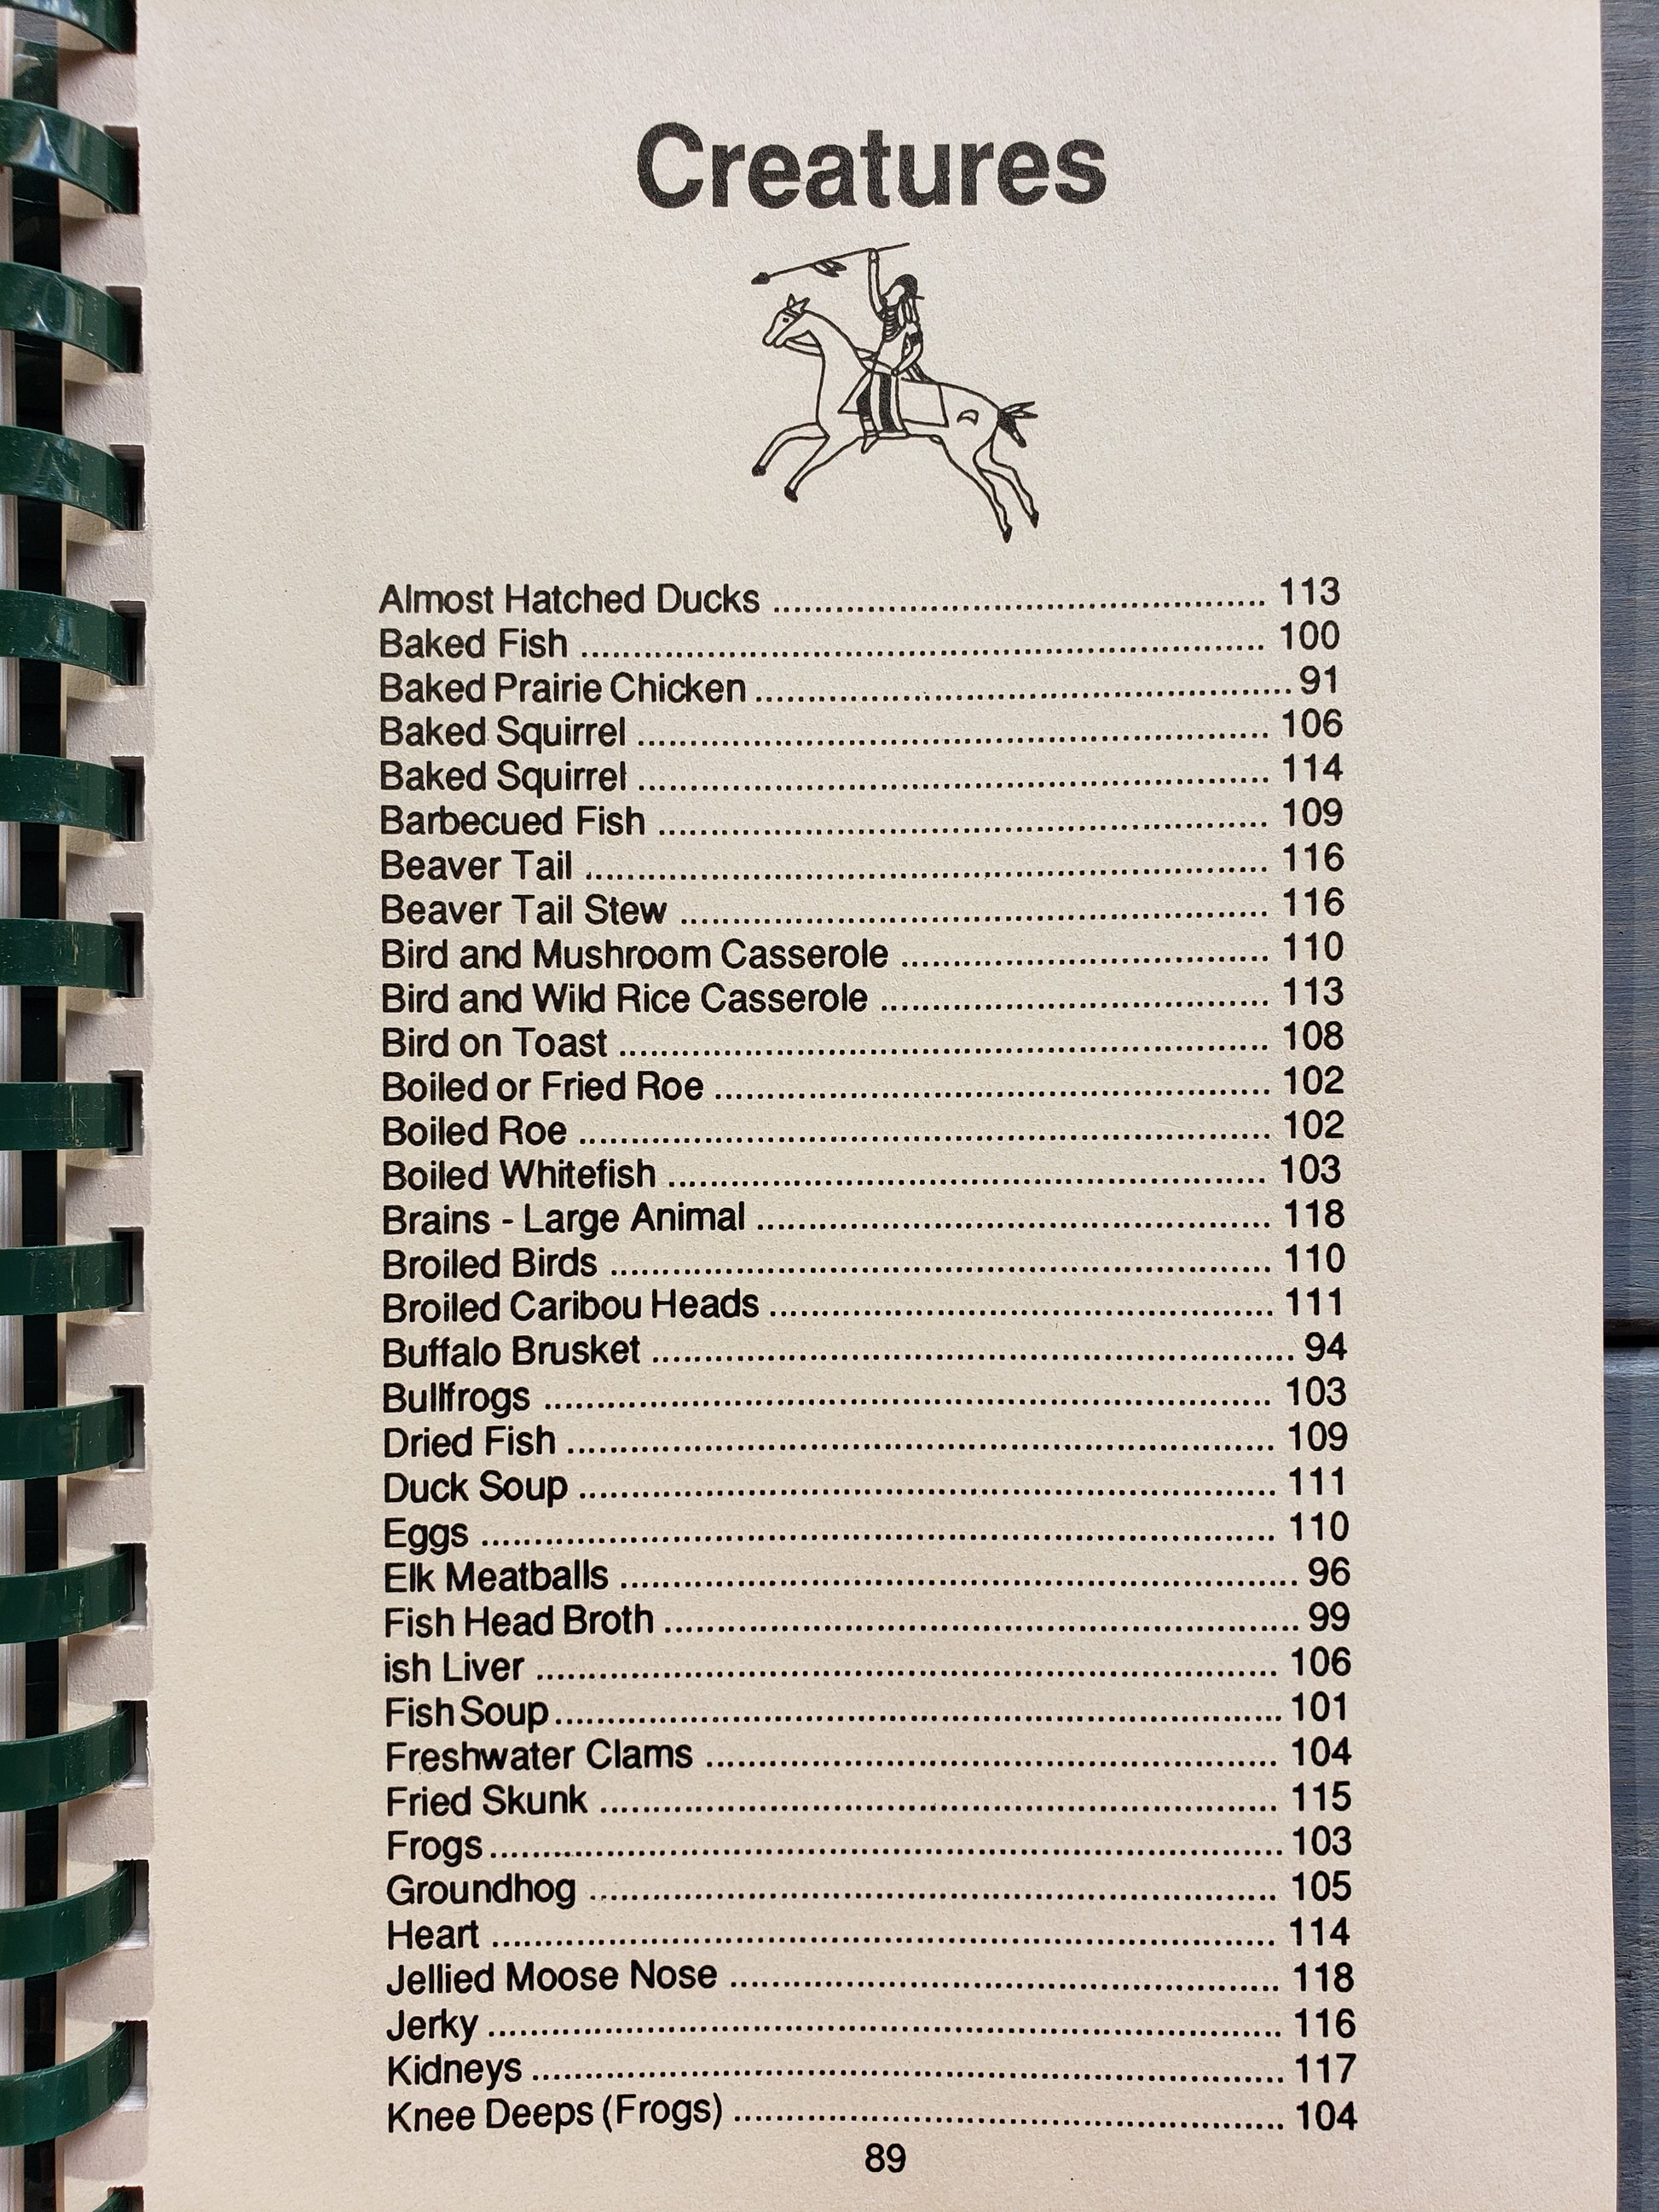 Creatures
Almost Hatched Ducks ............................................... 113
Baked Fish ................................................................. 100
Baked Prairie Chicken ................................................... 91
Baked Squirrel ............................................................ 106
Baked Squirrel ............................................................ 114
Barbecued Fish .......................................................... 109
Beaver Tail ................................................................. 116
Beaver Tail Stew ........................................................ 116
Bird and Mushroom Casserole ................................... 110
Bird and Wild Rice Casserole ..................................... 113
Bird on Toast .............................................................. 108
Boiled or Fried Roe ..................................................... 102
Boiled Roe .................................................................. 102
Boiled Whitefish ......................................................... 103
Brains - Large Animal ................................................. 118
Broiled Birds ............................................................... 110
Broiled Caribou Heads ................................................ 111
Buffalo Brusket ............................................................. 94
Bullfrogs ..................................................................... 103
Dried Fish ................................................................... 109
Duck Soup .................................................................. 111
Eggs ........................................................................... 110
Elk Meatballs ................................................................ 96
Fish Head Broth ............................................................ 99
ish Liver ...................................................................... 106
Fish Soup ..................................................................... 101
Freshwater Clams ...................................................... 104
Fried Skunk ................................................................ 115
Frogs ........................................................................... 103
Groundhog ................................................................. 105
Heart .......................................................................... 114
Jellied Moose Nose .................................................... 118
Jerky ........................................................................... 116
Kidneys ....................................................................... 117
Knee Deeps (Frogs) .................................................... 104
89